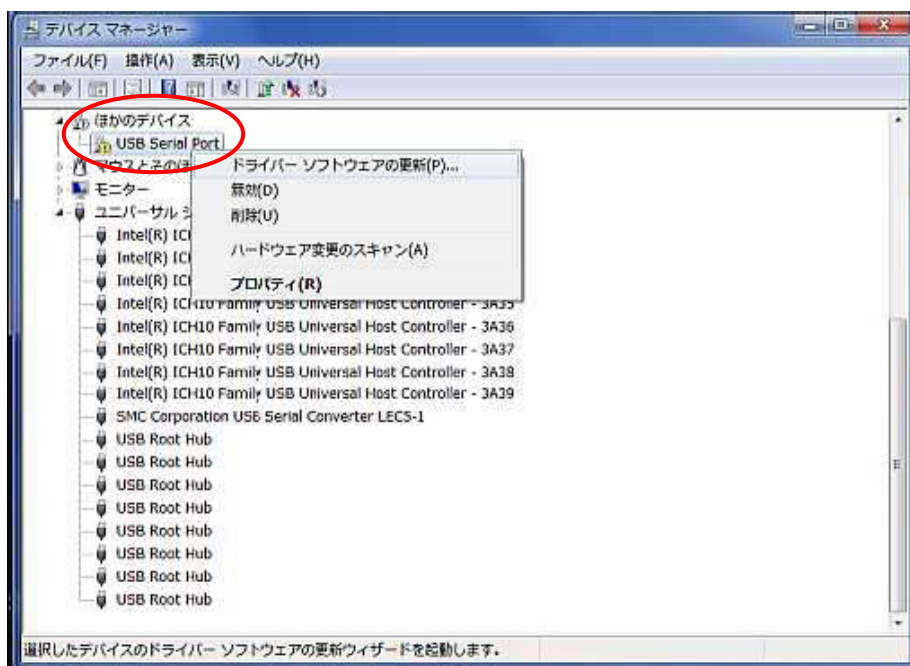 デバイス マネージャー
ファイル(F) 操作(A) 表示(V) ヘルプ(H)
ほかのデバイス
USB Serial Port
ドライバー ソフトウェアの更新(P)...
マウスとそのほ
無効(D)
モニター
削除(U)
ユニバーサル シ
Intel(R) ICH
ハードウェア変更のスキャン(A)
Intel(R) ICH
Intel(R) ICH
プロパティ(R)
Intel(R) ICH10 Family USB Universal Host Controller - 3A35
Intel(R) ICH10 Family USB Universal Host Controller - 3A36
Intel(R) ICH10 Family USB Universal Host Controller - 3A37
Intel(R) ICH10 Family USB Universal Host Controller - 3A38
Intel(R) ICH10 Family USB Universal Host Controller - 3A39
SMC Corporation USB Serial Converter LEC5-1
USB Root Hub
USB Root Hub
USB Root Hub
USB Root Hub
USB Root Hub
USB Root Hub
USB Root Hub
USB Root Hub
選択したデバイスのドライバー ソフトウェアの更新ウィザードを起動します。